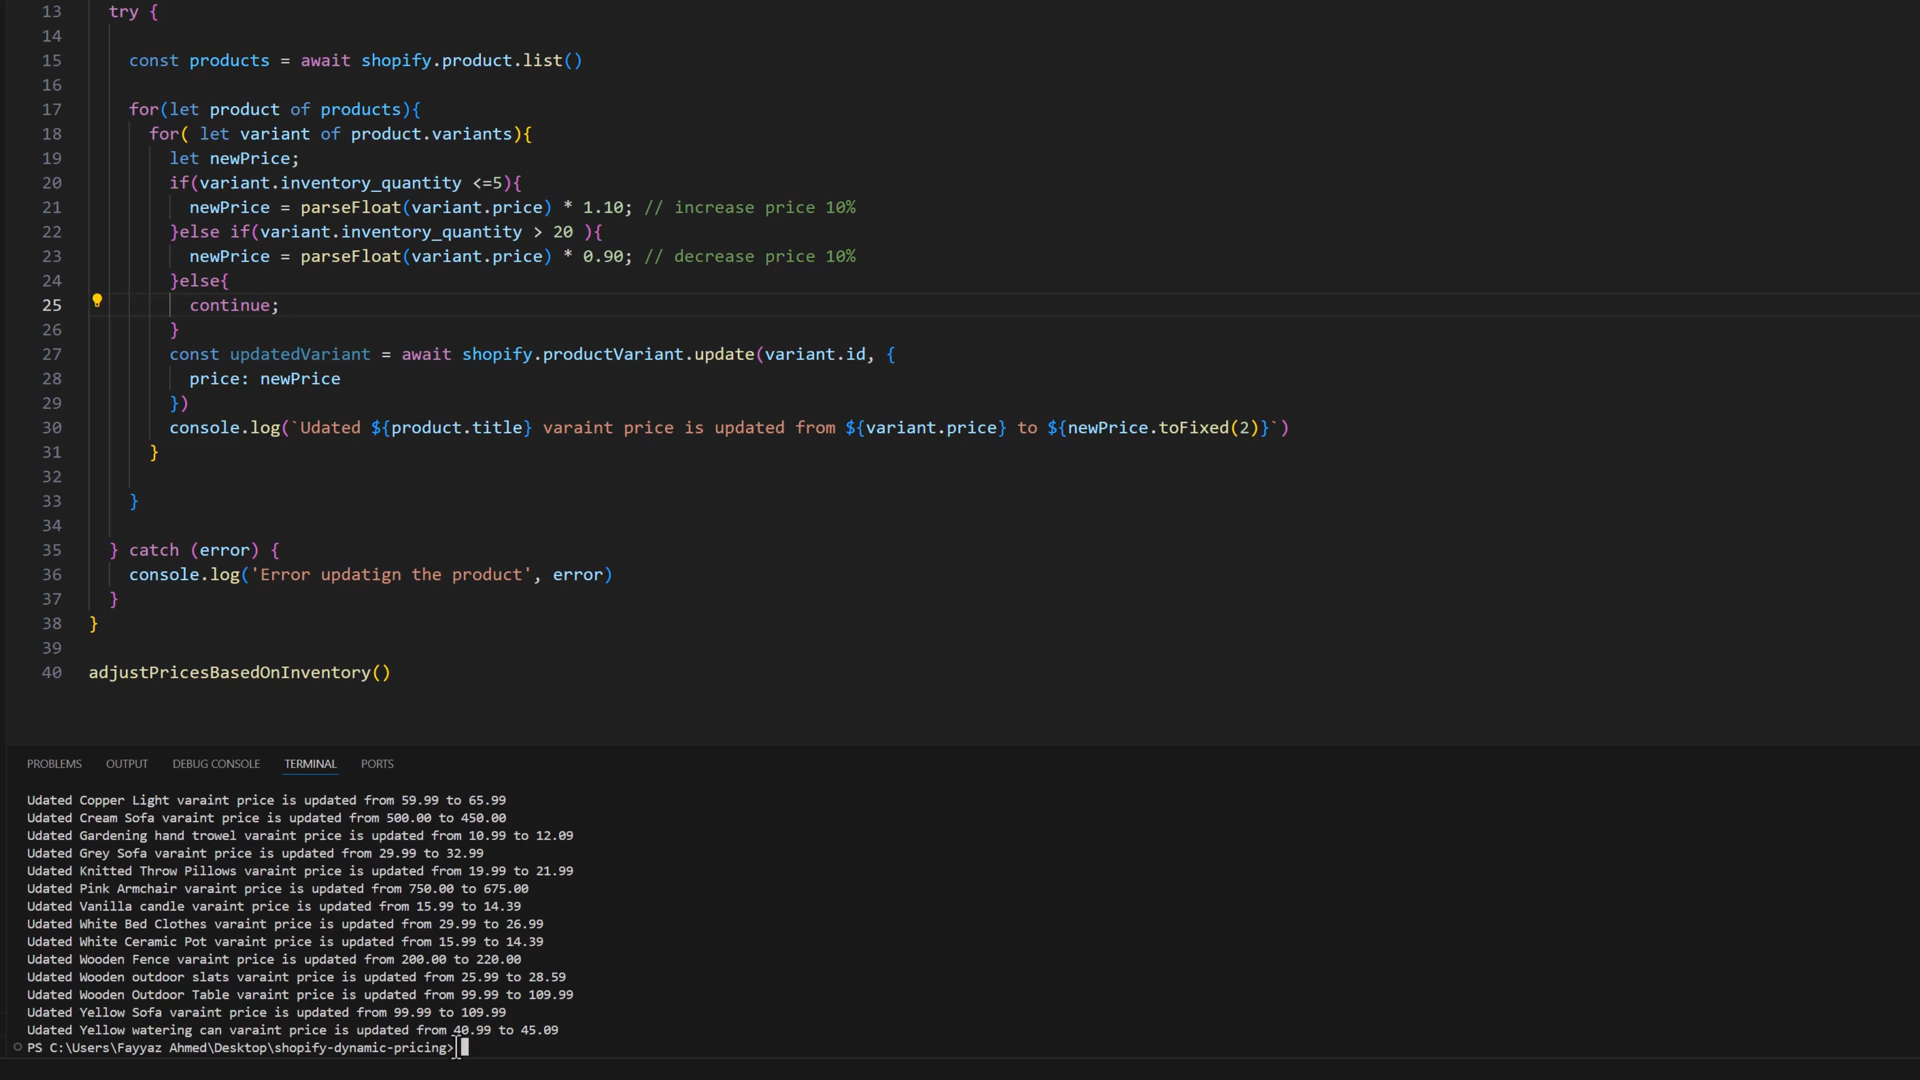 13 try {
14
15 const products = await shopify.product.list()
16
17 for(let product of products){
18 for( let variant of product.variants){
19 let newPrice;
20 if(variant.inventory_quantity <=5){
21 newPrice = parseFloat(variant.price) * 1.10; // increase price 10%
22 }else if(variant.inventory_quantity > 20 ){
23 newPrice = parseFloat(variant.price) * 0.90; // decrease price 10%
24 }else{
25 continue;
26 }
27 const updatedVariant = await shopify.productVariant.update(variant.id, {
28 price: newPrice
29 })
30 console.log(`Udated ${product.title} varaint price is updated from ${variant.price} to ${newPrice.toFixed(2)}`)
31 }
32
33 }
34
35 } catch (error) {
36 console.log('Error updatign the product', error)
37 }
38 }
39
40 adjustPricesBasedOnInventory()
PROBLEMS OUTPUT DEBUG CONSOLE TERMINAL PORTS
Udated Copper Light varaint price is updated from 59.99 to 65.99
Udated Cream Sofa varaint price is updated from 500.00 to 450.00
Udated Gardening hand trowel varaint price is updated from 10.99 to 12.09
Udated Grey Sofa varaint price is updated from 29.99 to 32.99
Udated Knitted Throw Pillows varaint price is updated from 19.99 to 21.99
Udated Pink Armchair varaint price is updated from 750.00 to 675.00
Udated Vanilla candle varaint price is updated from 15.99 to 14.39
Udated White Bed Clothes varaint price is updated from 29.99 to 26.99
Udated White Ceramic Pot varaint price is updated from 15.99 to 14.39
Udated Wooden Fence varaint price is updated from 200.00 to 220.00
Udated Wooden outdoor slats varaint price is updated from 25.99 to 28.59
Udated Wooden Outdoor Table varaint price is updated from 99.99 to 109.99
Udated Yellow Sofa varaint price is updated from 99.99 to 109.99
Udated Yellow watering can varaint price is updated from 40.99 to 45.09
PS C:\Users\Fayyaz Ahmed\Desktop\shopify-dynamic-pricing>